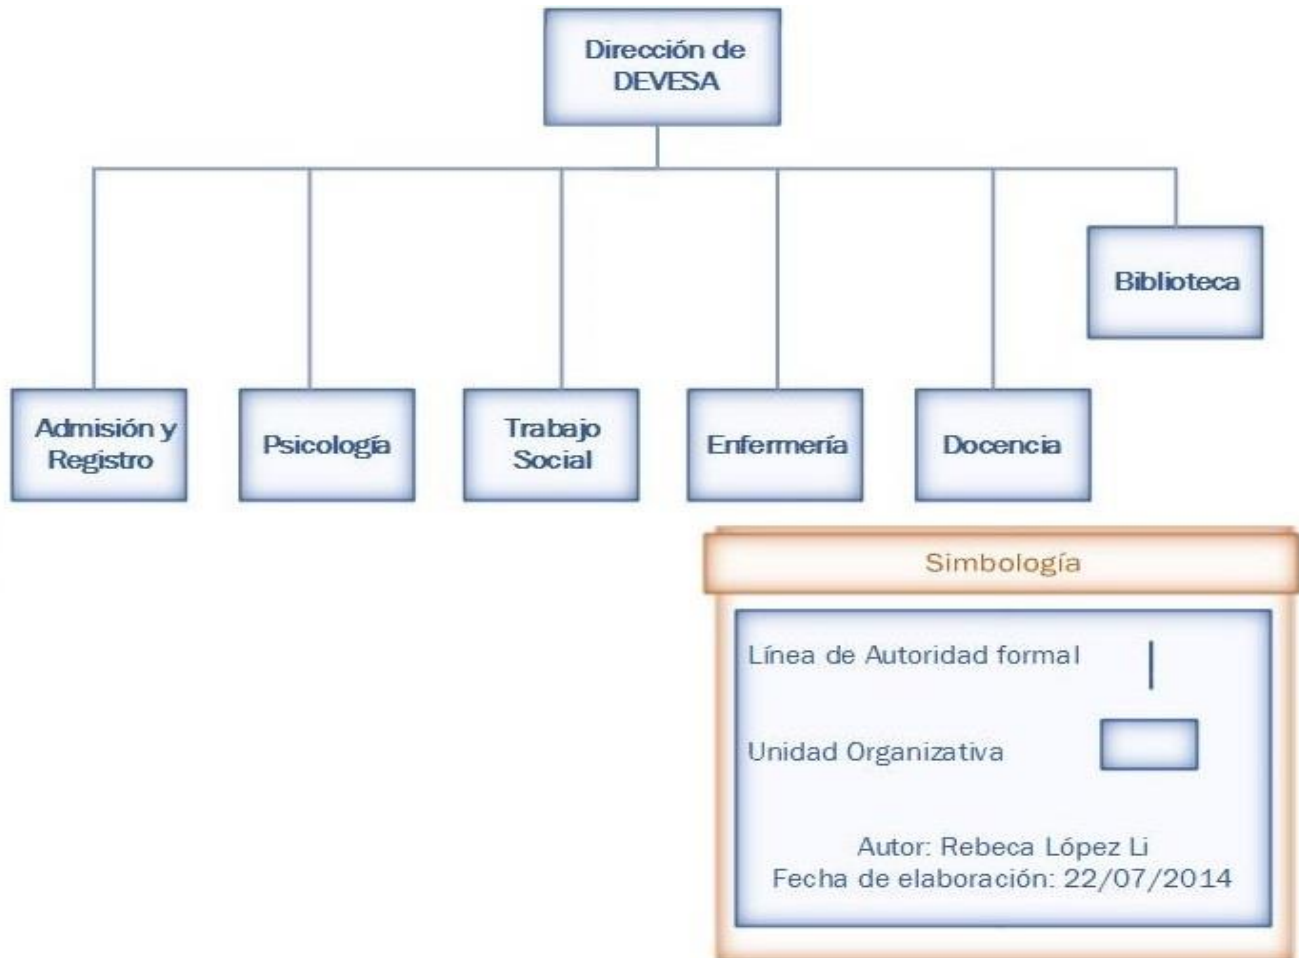 Dirección de
DEVESA
Biblioteca
Admisión y
Registro
Psicología
Trabajo
Social
Enfermería
Docencia
Simbología
Línea de Autoridad formal
Unidad Organizativa
Autor: Rebeca López Li
Fecha de elaboración: 22/07/2014